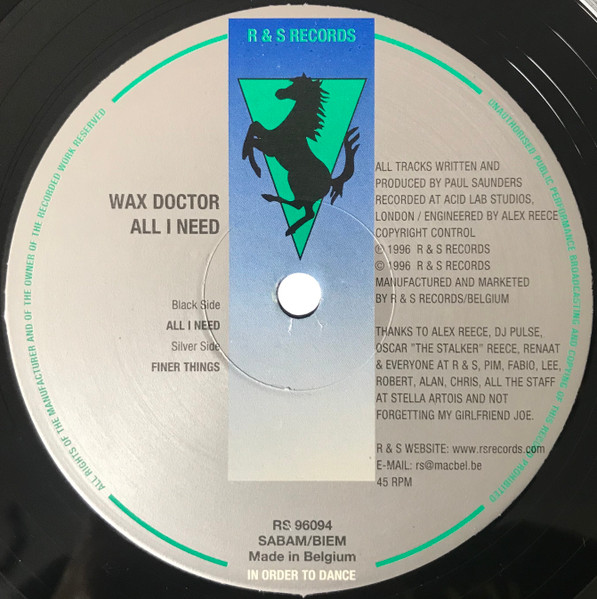 R & S RECORDS
WAX DOCTOR
ALL I NEED
Black Side
ALL I NEED
Silver Side
FINER THINGS
ALL TRACKS WRITTEN AND
PRODUCED BY PAUL SAUNDERS
RECORDED AT ACID LAB STUDIOS,
LONDON / ENGINEERED BY ALEX REECE
COPYRIGHT CONTROL
℗ 1996 R & S RECORDS
© 1996 R & S RECORDS
MANUFACTURED AND MARKETED
BY R & S RECORDS/BELGIUM
THANKS TO ALEX REECE, DJ PULSE,
OSCAR "THE STALKER" REECE, RENAAT
& EVERYONE AT R & S, PIM, FABIO, LEE,
ROBERT, ALAN, CHRIS, ALL THE STAFF
AT STELLA ARTOIS AND NOT
FORGETTING MY GIRLFRIEND JOE.
R & S WEBSITE: www.rsrecords.com
E-MAIL: rs@macbel.be
45 RPM
RS 96094
SABAM/BIEM
Made in Belgium
IN ORDER TO DANCE
ALL RIGHTS OF THE MANUFACTURER AND OF THE OWNER OF THE RECORDED WORK RESERVED
UNAUTHORISED PUBLIC PERFORMANCE BROADCASTING AND COPYING OF THIS RECORD PROHIBITED